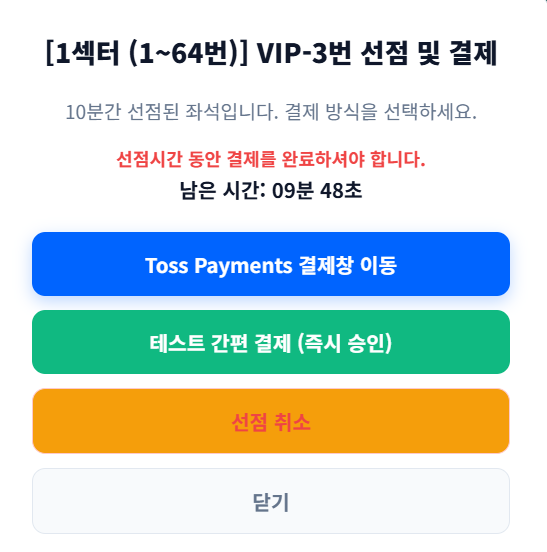 [1섹터 (1~64번)] VIP-3번 선점 및 결제
10분간 선점된 좌석입니다. 결제 방식을 선택하세요.
선점시간 동안 결제를 완료하셔야 합니다.
남은 시간: 09분 48초
Toss Payments 결제창 이동
테스트 간편 결제 (즉시 승인)
선점 취소
닫기